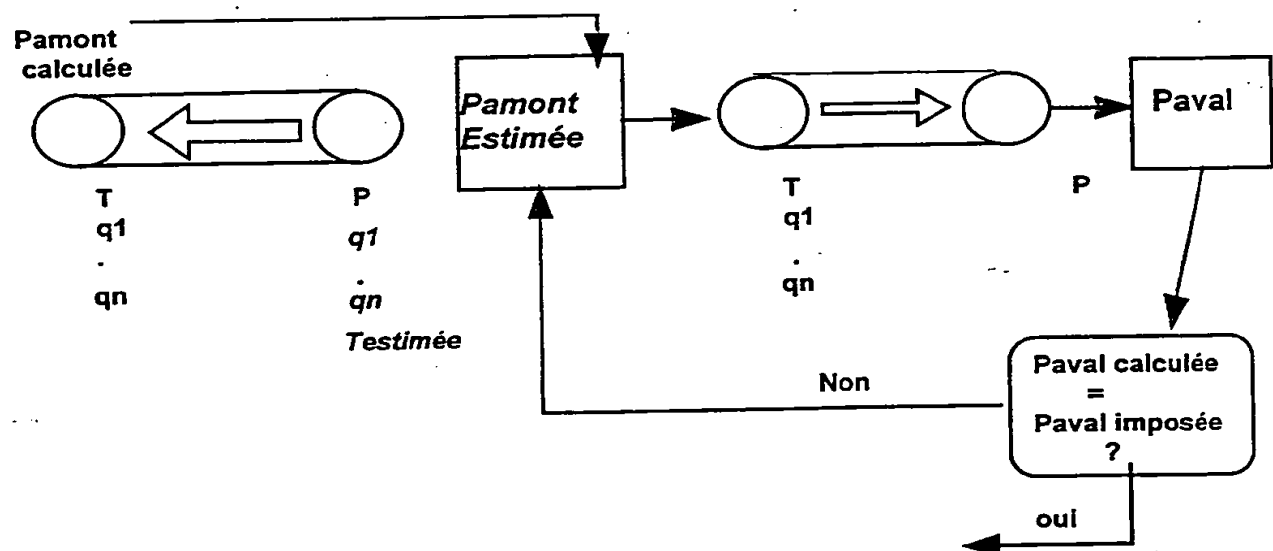 Pamont
calculée
T
q1
.
qn
P
q1
.
qn
Testimée
Pamont
Estimée
T
q1
.
qn
P
Paval
Paval calculée
=
Paval imposée
?
Non
oui